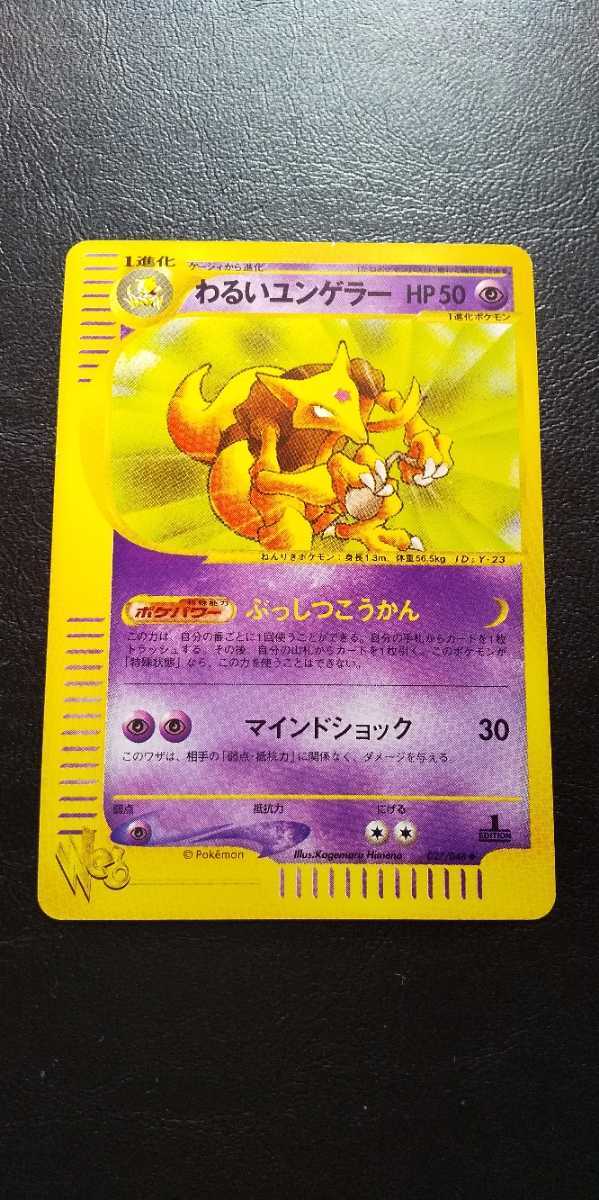 1進化
ケーシィから進化
わるいユンゲラー HP50
1進化ポケモン
ねんりきポケモン：身長1.3m、体重56.5kg ID:Y-23
特殊能力
ポケパワー ぶっしつこうかん
この力は、自分の番ごとに1回使うことができる。自分の手札からカードを1枚
トラッシュする。その後、自分の山札からカードを1枚引く。このポケモンが
「特殊状態」なら、この力を使うことはできない。
マインドショック 30
このワザは、相手の「弱点・抵抗力」に関係なく、ダメージを与える。
弱点 抵抗力 にげる
1
EDITION
Web
© Pokémon Illus.Kagemaru Himeno 027/048